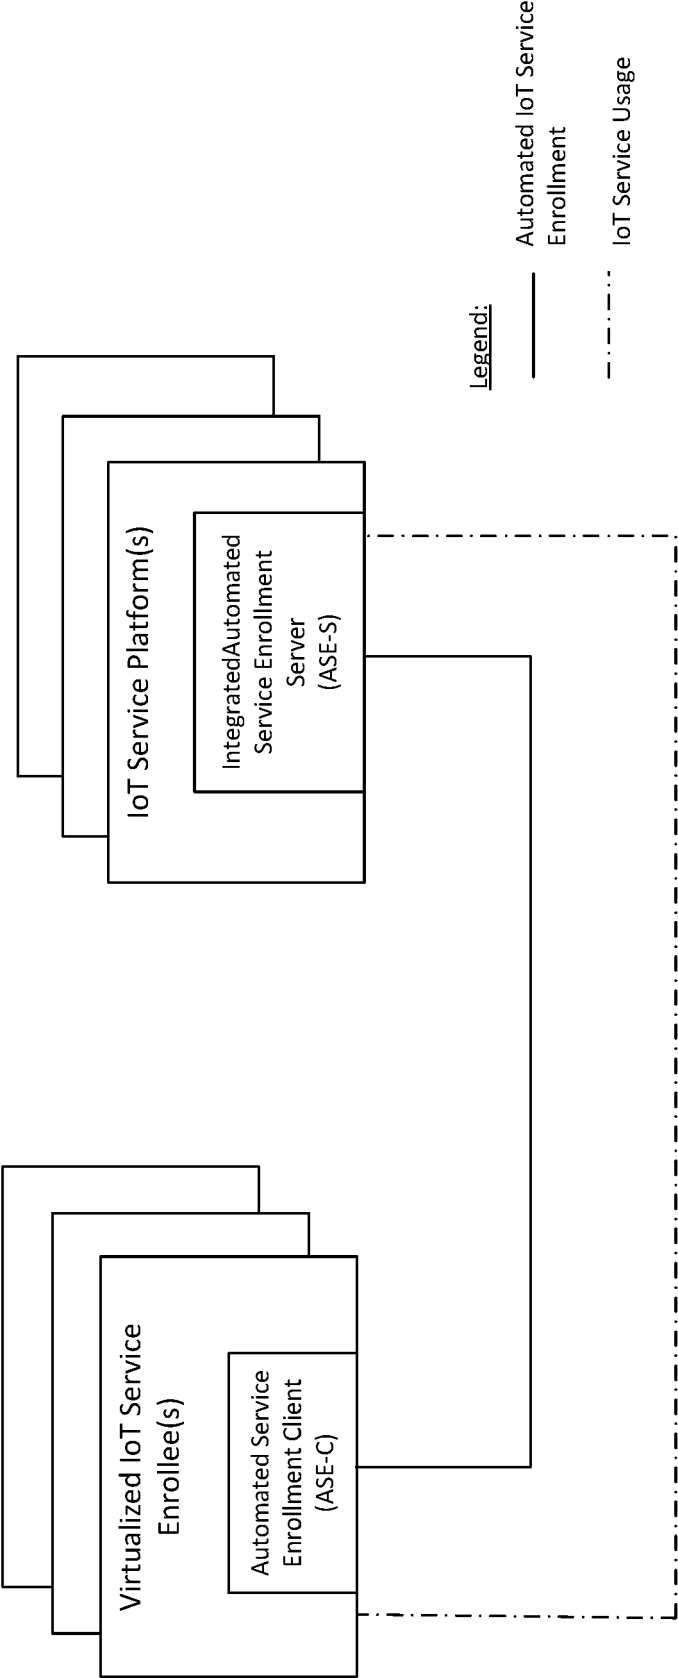 Virtualized IoT Service
Enrollee(s)
Automated Service
Enrollment Client
(ASE-C)
IoT Service Platform(s)
IntegratedAutomated
Service Enrollment
Server
(ASE-S)
Legend:
Automated IoT Service
Enrollment
IoT Service Usage